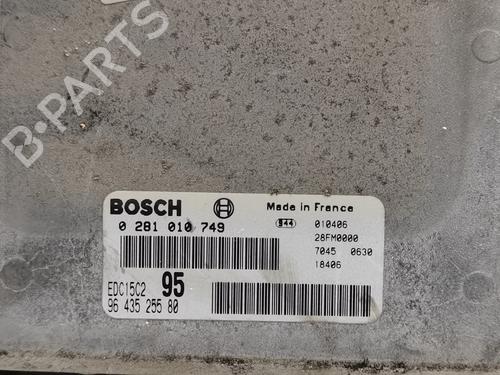 B-PARTS
BOSCH Made in France
0 281 010 749 S44 010406
28FM0000
7045 0630
18406
EDC15C2 95
96 435 255 80